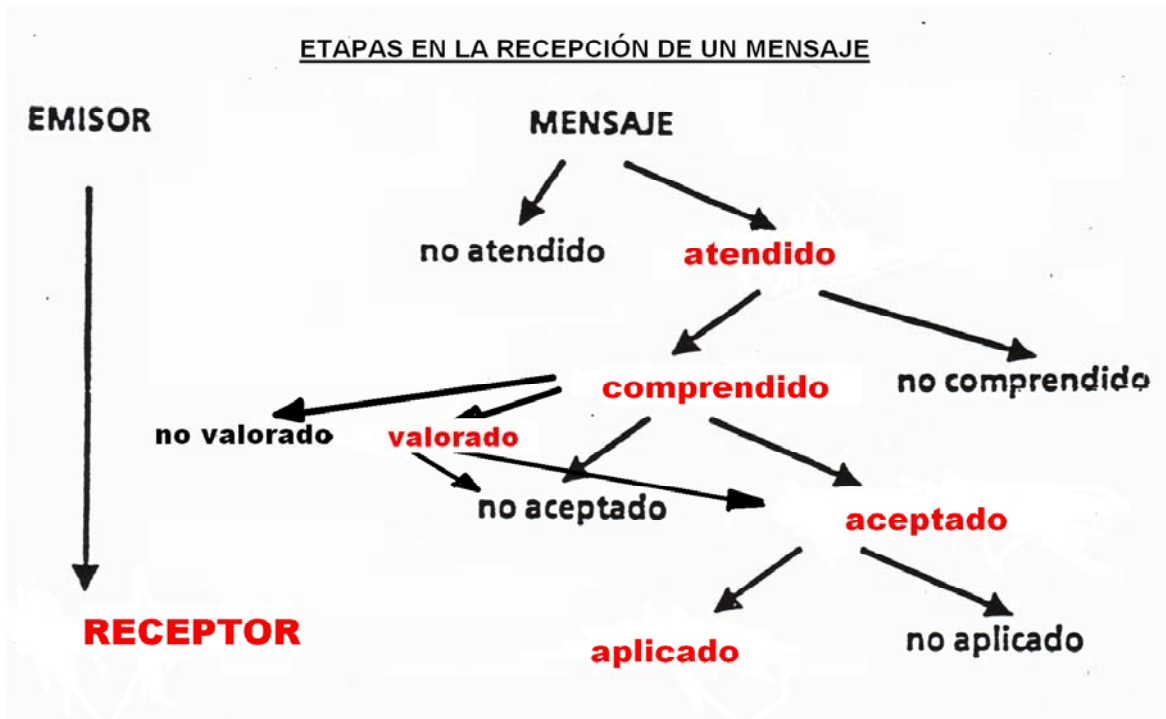 ETAPAS EN LA RECEPCIÓN DE UN MENSAJE
EMISOR
MENSAJE
no atendido
atendido
comprendido
no comprendido
no valorado
valorado
no aceptado
aceptado
RECEPTOR
aplicado
no aplicado